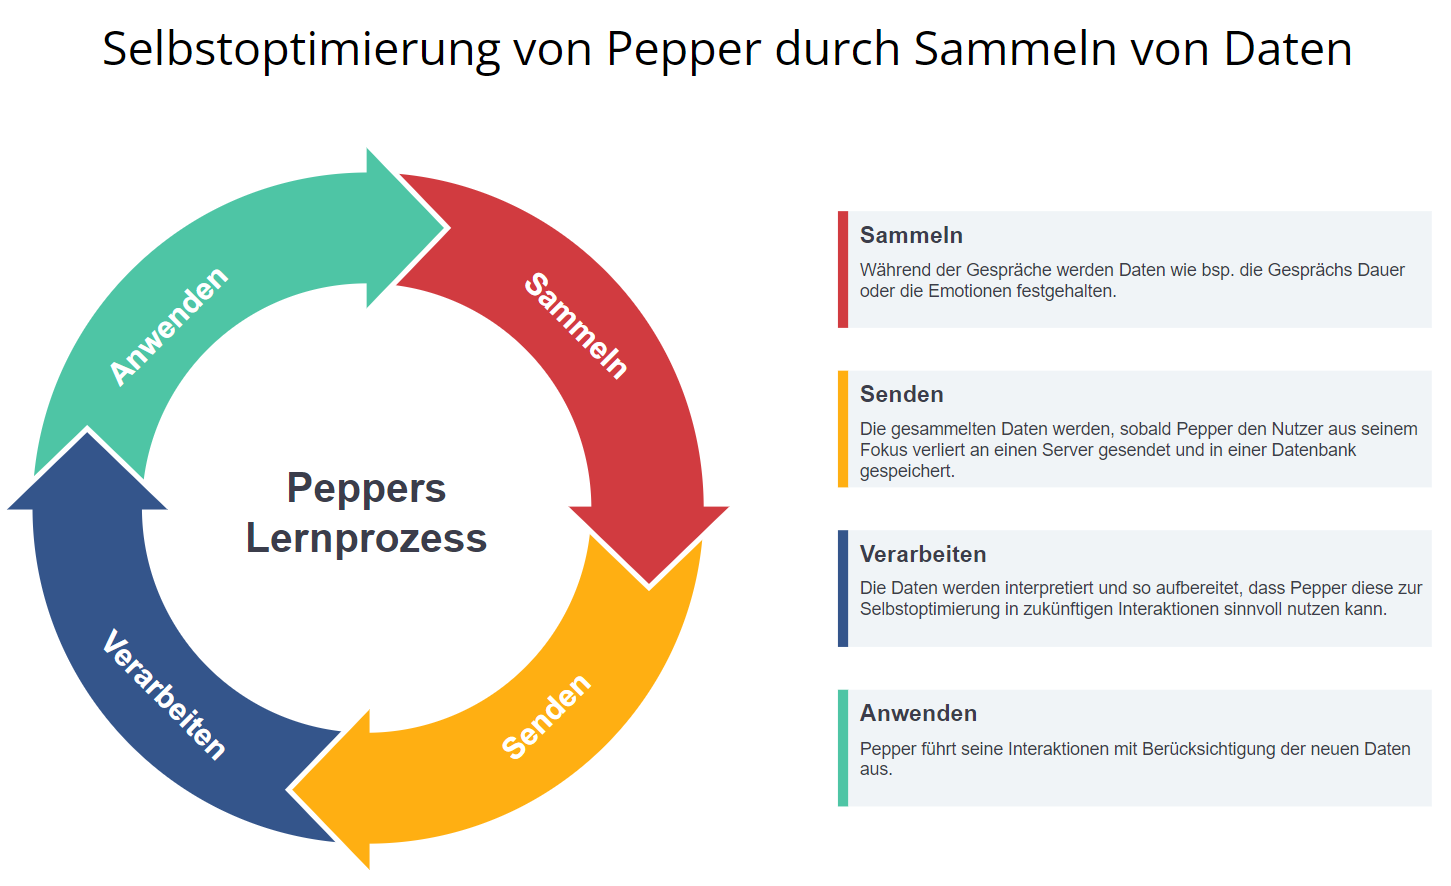 Selbstoptimierung von Pepper durch Sammeln von Daten
Anwenden
Sammeln
Peppers
Lernprozess
Verarbeiten
Senden
Sammeln
Während der Gespräche werden Daten wie bsp. die Gesprächs Dauer
oder die Emotionen festgehalten.
Senden
Die gesammelten Daten werden, sobald Pepper den Nutzer aus seinem
Fokus verliert an einen Server gesendet und in einer Datenbank
gespeichert.
Verarbeiten
Die Daten werden interpretiert und so aufbereitet, dass Pepper diese zur
Selbstoptimierung in zukünftigen Interaktionen sinnvoll nutzen kann.
Anwenden
Pepper führt seine Interaktionen mit Berücksichtigung der neuen Daten
aus.